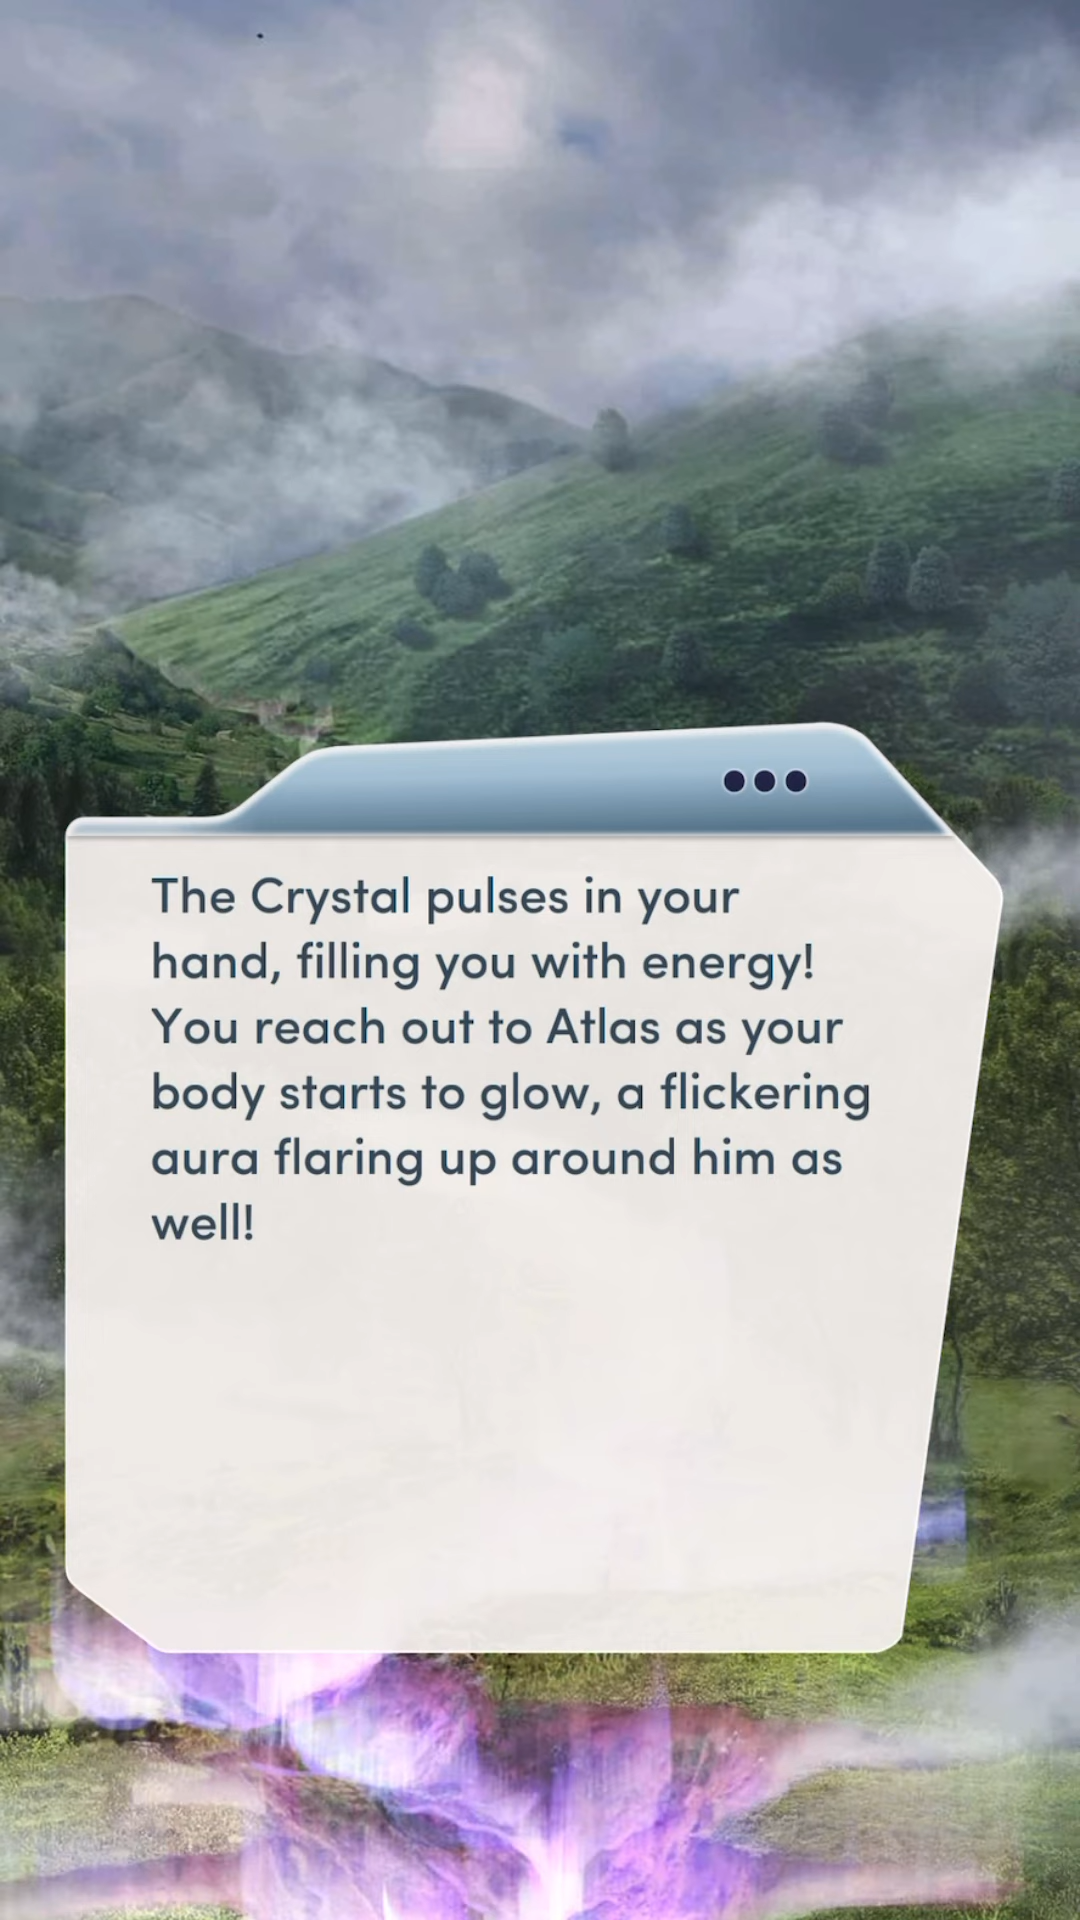 The Crystal pulses in your
hand, filling you with energy!
You reach out to Atlas as your
body starts to glow, a flickering
aura flaring up around him as
well!